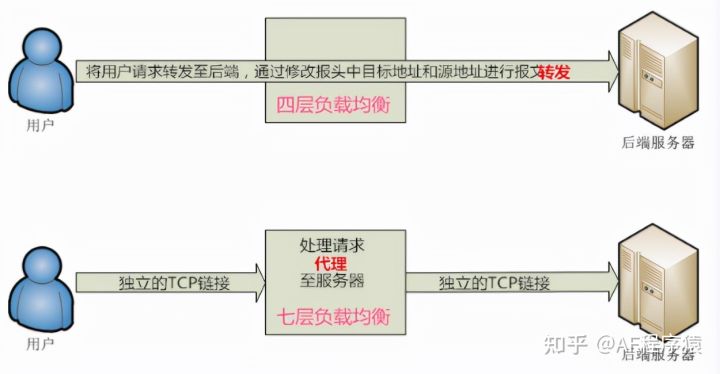 将用户请求转发至后端，通过修改报头中目标地址和源地址进行报文转发
四层负载均衡
用户
后端服务器
处理请求
代理
至服务器
独立的TCP链接
独立的TCP链接
七层负载均衡
用户
后端服务器
知乎 @AE程序猿